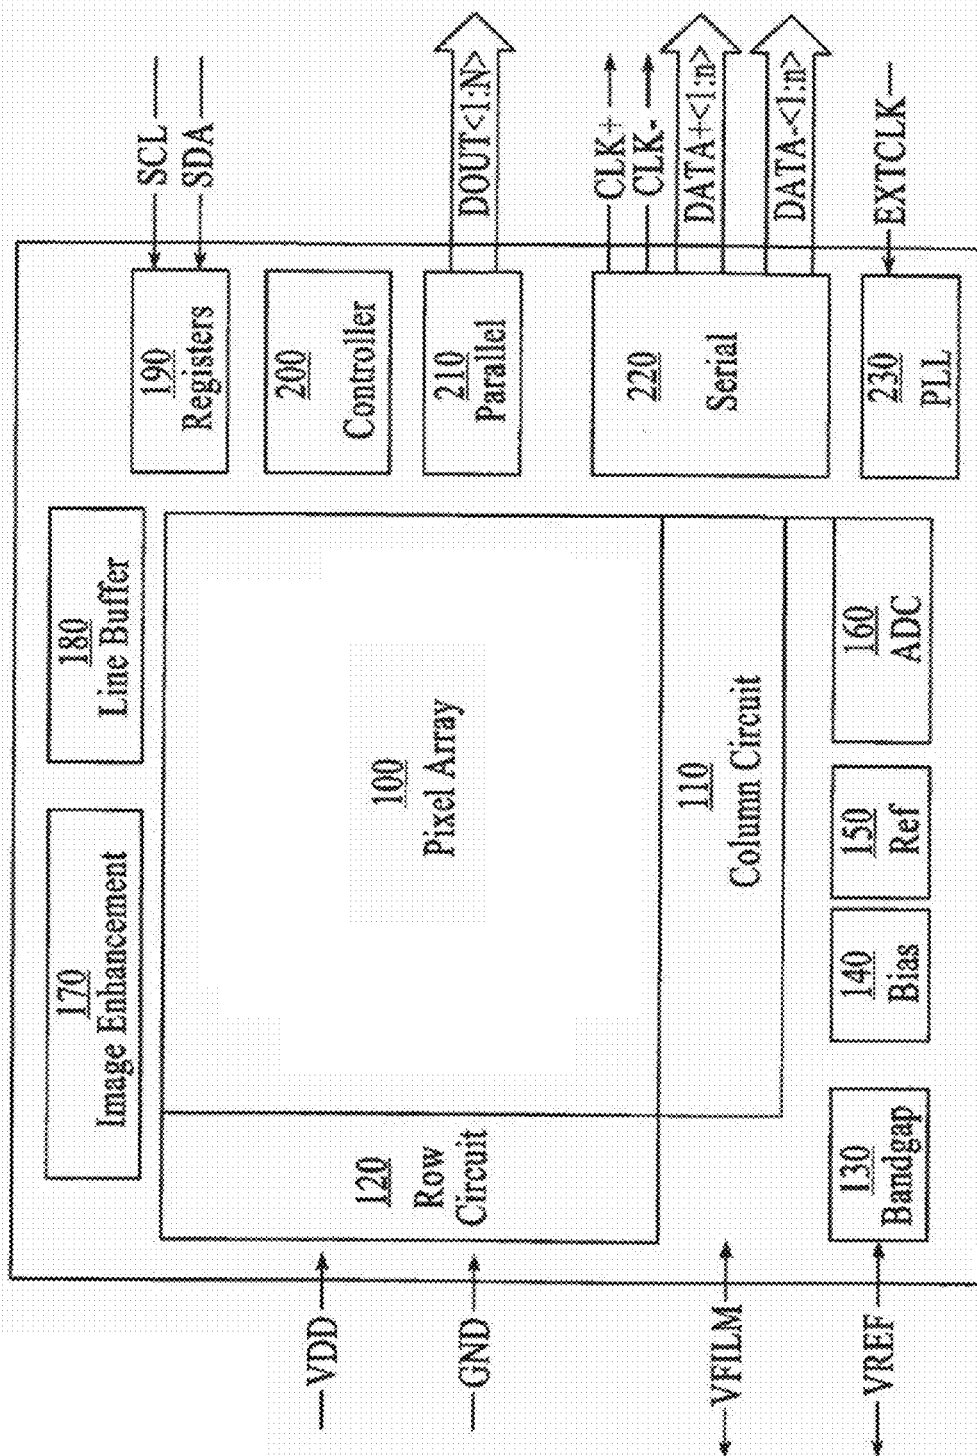 170
Image Enhancement
180
Line Buffer
VDD
GND
VFILM
VREF
120
Row
Circuit
100
Pixel Array
110
Column Circuit
130
Bandgap
140
Bias
150
Ref
160
ADC
190
Registers
200
Controller
210
Parallel
220
Serial
230
PLL
SCL
SDA
DOUT<1:N>
CLK+
CLK-
DATA+<1:n>
DATA-<1:n>
EXTCLK